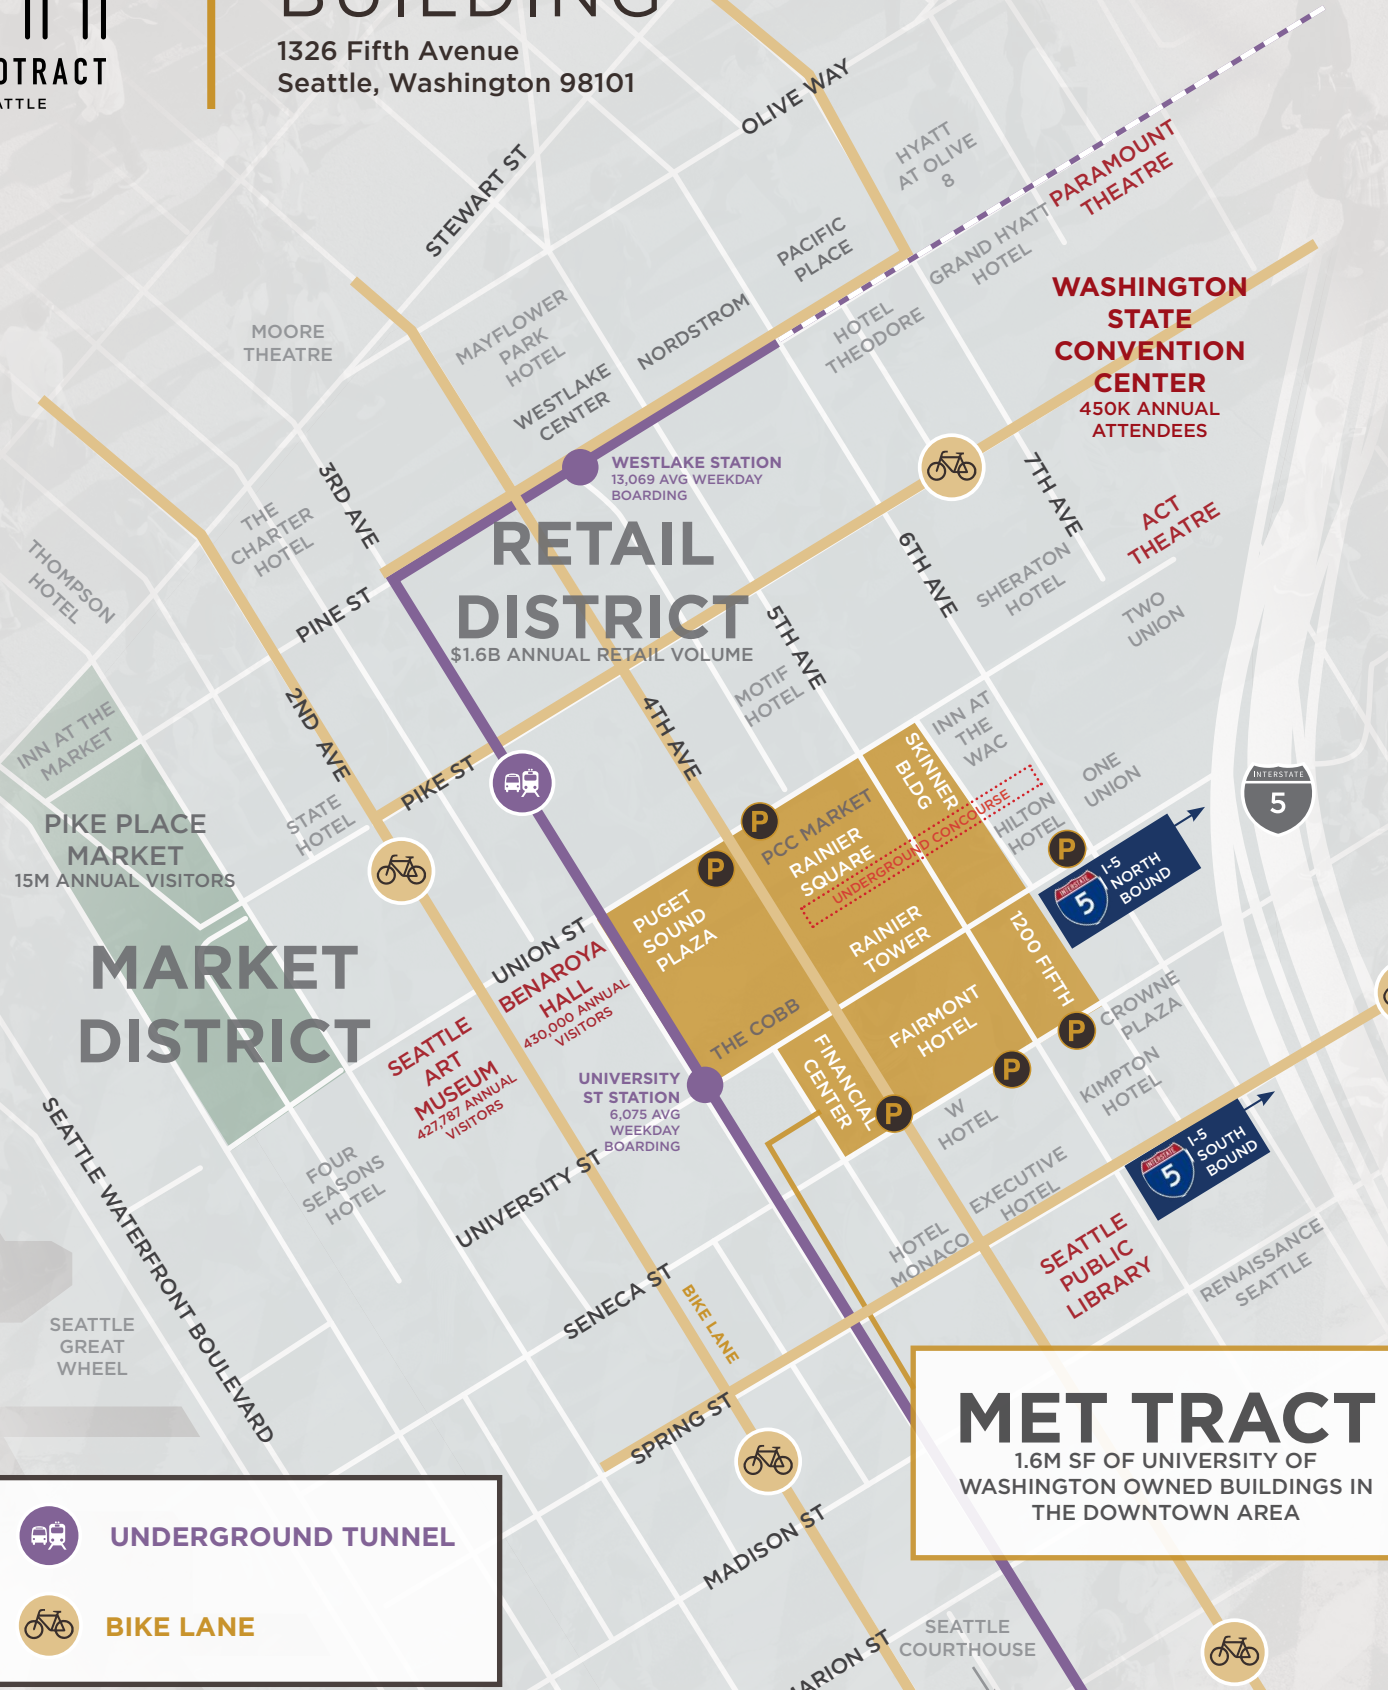 BUILDING
1326 Fifth Avenue
Seattle, Washington 98101
OLIVE WAY
STEWART ST
HYATT
AT OLIVE
8
PARAMOUNT
THEATRE
PACIFIC
PLACE
GRAND HYATT
HOTEL
WASHINGTON
STATE
CONVENTION
CENTER
450K ANNUAL
ATTENDEES
MOORE
THEATRE
MAYFLOWER
PARK
HOTEL
NORDSTROM
HOTEL
THEODORE
WESTLAKE
CENTER
WESTLAKE STATION
13,069 AVG WEEKDAY
BOARDING
3RD AVE
7TH AVE
ACT
THEATRE
THE
CHARTER
HOTEL
RETAIL
DISTRICT
$1.6B ANNUAL RETAIL VOLUME
6TH AVE
SHERATON
HOTEL
THOMPSON
HOTEL
PINE ST
5TH AVE
TWO
UNION
MOTIF
HOTEL
2ND AVE
4TH AVE
INN AT THE
MARKET
INN AT
THE
WAC
SKINNER
BLDG
PIKE ST
ONE
UNION
INTERSTATE
5
STATE
HOTEL
PIKE PLACE
MARKET
15M ANNUAL VISITORS
P
P
PCC MARKET
RAINIER
SQUARE
UNDERGROUND CONCOURSE
HILTON
HOTEL
P
INTERSTATE
5
I-5
NORTH
BOUND
PUGET
SOUND
PLAZA
RAINIER
TOWER
1200 FIFTH
UNION ST
BENAROYA
HALL
430,000 ANNUAL
VISITORS
MARKET
DISTRICT
THE COBB
FAIRMONT
HOTEL
CROWNE
PLAZA
P
SEATTLE
ART
MUSEUM
427,787 ANNUAL
VISITORS
FINANCIAL
CENTER
P
KIMPTON
HOTEL
UNIVERSITY
ST STATION
6,075 AVG
WEEKDAY
BOARDING
P
W
HOTEL
INTERSTATE
5
I-5
SOUTH
BOUND
SEATTLE WATERFRONT BOULEVARD
FOUR
SEASONS
HOTEL
UNIVERSITY ST
EXECUTIVE
HOTEL
HOTEL
MONACO
SEATTLE
PUBLIC
LIBRARY
RENAISSANCE
SEATTLE
SENECA ST
BIKE LANE
SEATTLE
GREAT
WHEEL
SPRING ST
MET TRACT
1.6M SF OF UNIVERSITY OF
WASHINGTON OWNED BUILDINGS IN
THE DOWNTOWN AREA
MADISON ST
UNDERGROUND TUNNEL
BIKE LANE
SEATTLE
COURTHOUSE